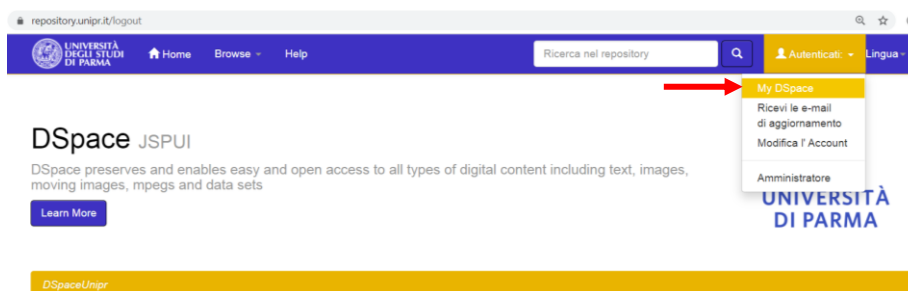 repository.unipr.it/logout
UNIVERSITÀ
DEGLI STUDI
DI PARMA
Home Browse Help
Ricerca nel repository
Autenticati: Lingua
My DSpace
Ricevi le e-mail
di aggiornamento
Modifica l' Account
Amministratore
DSpace JSPUI
DSpace preserves and enables easy and open access to all types of digital content including text, images,
moving images, mpegs and data sets
Learn More
UNIVERSITÀ
DI PARMA
DSpaceUnipr